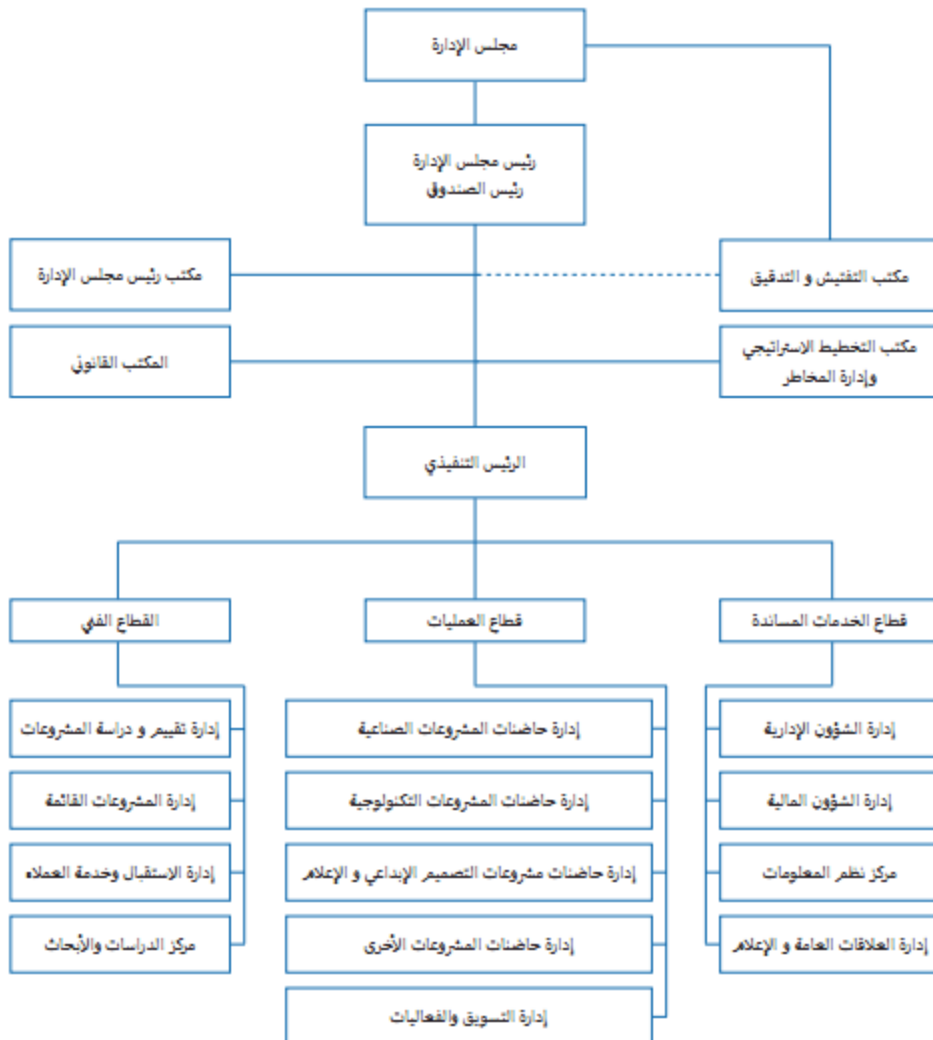 مجلس الإدارة
رئيس مجلس الإدارة
رئيس الصندوق
مكتب التفتيش و التدقيق
مكتب رئيس مجلس الإدارة
مكتب التخطيط الاستراتيجي
وإدارة المخاطر
المكتب القانوني
الرئيس التنفيذي
قطاع الخدمات المساندة
قطاع العمليات
القطاع الفني
إدارة الشؤون الإدارية
إدارة الشؤون المالية
مركز نظم المعلومات
إدارة العلاقات العامة و الإعلام
إدارة حاضنات المشروعات الصناعية
إدارة حاضنات المشروعات التكنولوجية
إدارة حاضنات مشروعات التصميم الإبداعي و الإعلام
إدارة حاضنات المشروعات الأخرى
إدارة التسويق والفعاليات
إدارة تقييم و دراسة المشروعات
إدارة المشروعات القائمة
إدارة الاستقبال وخدمة العملاء
مركز الدراسات والأبحاث